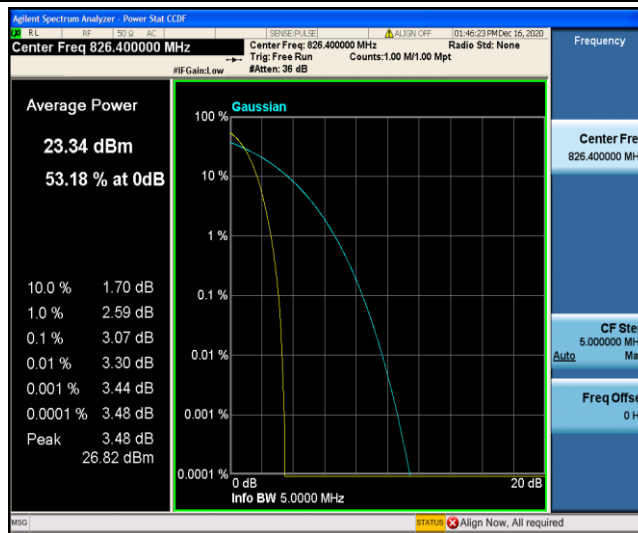 Agilent Spectrum Analyzer - Power Stat CCDF
RL RF 50 Ω AC SENSE:PULSE ALIGN OFF 01:46:23 PM Dec 16, 2020
Center Freq 826.400000 MHz
Center Freq: 826.400000 MHz Radio Std: None
Trig: Free Run Counts:1.00 M/1.00 Mpt
#IFGain:Low #Atten: 36 dB
Frequency
Average Power
23.34 dBm
53.18 % at 0dB
10.0 % 1.70 dB
1.0 % 2.59 dB
0.1 % 3.07 dB
0.01 % 3.30 dB
0.001 % 3.44 dB
0.0001 % 3.48 dB
Peak 3.48 dB
26.82 dBm
Gaussian
100 %
10 %
1 %
0.1 %
0.01 %
0.001 %
0.0001 %
0 dB 20 dB
Info BW 5.0000 MHz
Center Fre
826.400000 MH
CF Ste
5.000000 MH
Auto Ma
Freq Offse
0 H
MSG STATUS Align Now, All required